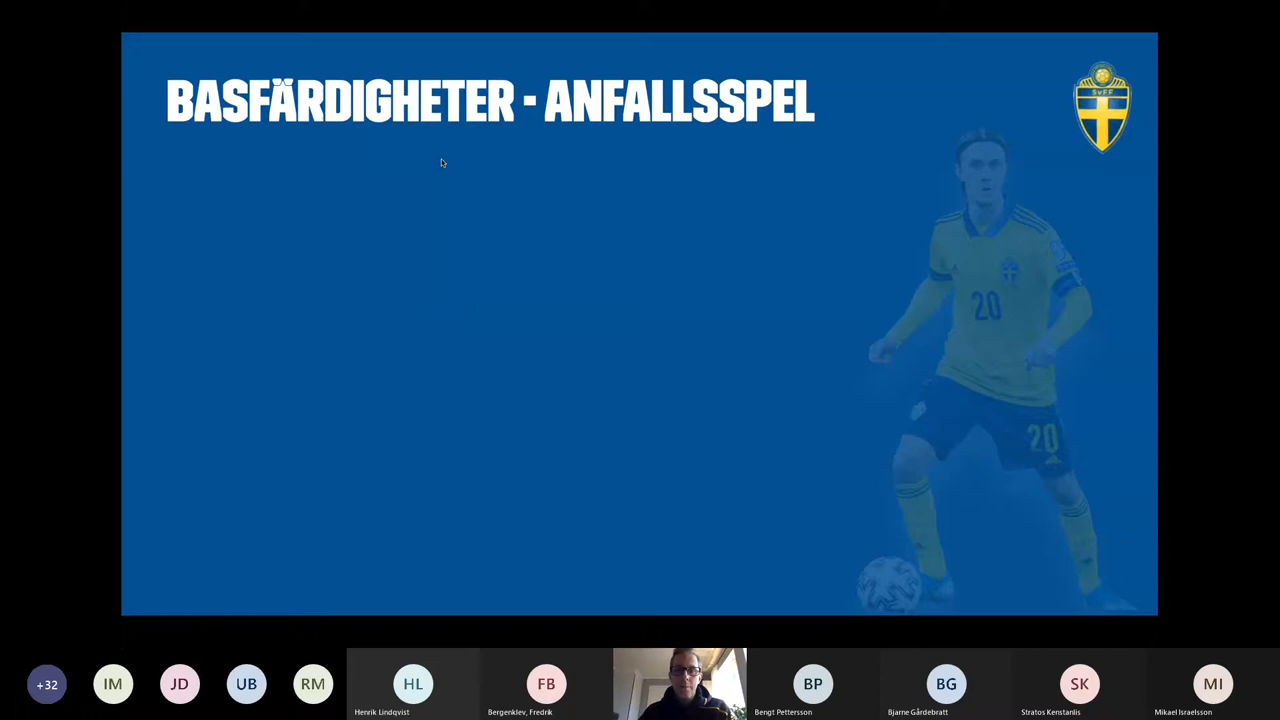 BASFÄRDIGHETER - ANFALLSSPEL
SvFF
20
20
+32
IM
JD
UB
RM
HL
Henrik Lindqvist
FB
Bergenklev, Fredrik
BP
Bengt Pettersson
BG
Bjarne Gårdebratt
SK
Stratos Kenstanlis
MI
Mikael Israelsson